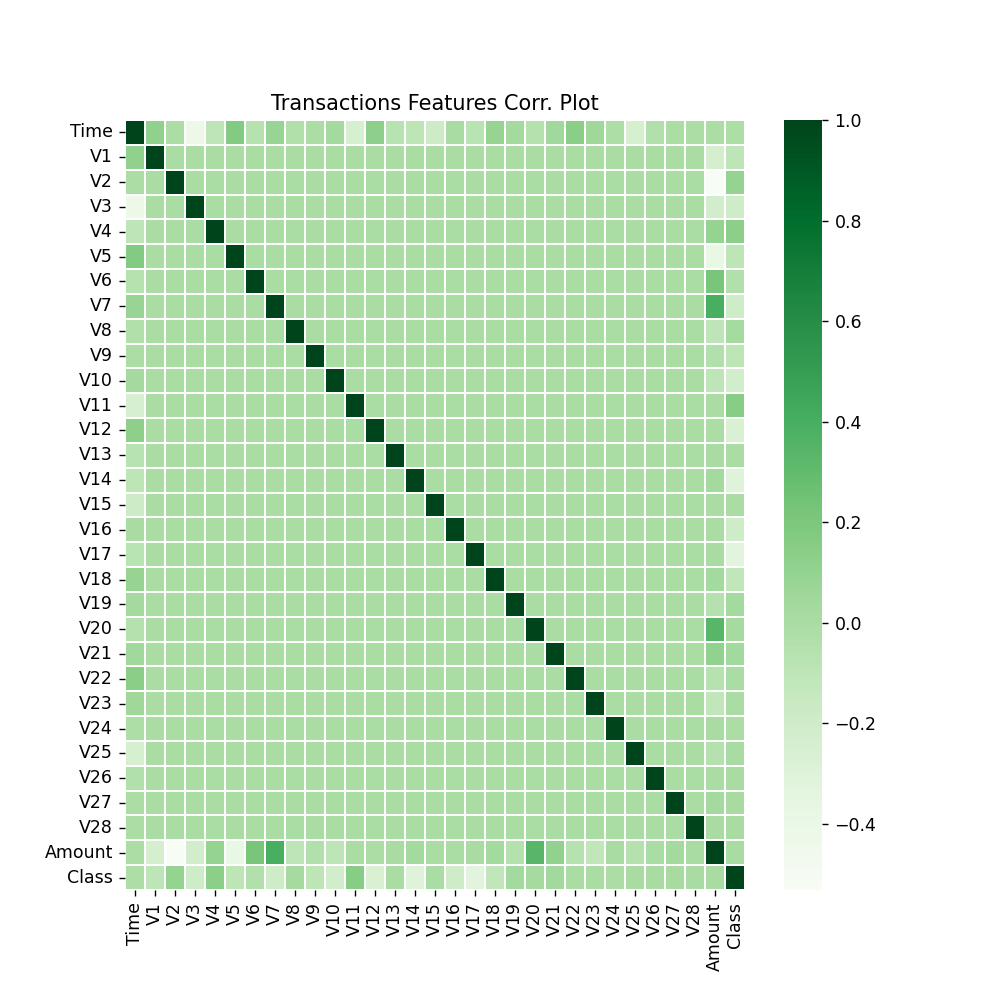 Transactions Features Corr. Plot
Time
V1
V2
V3
V4
V5
V6
V7
V8
V9
V10
V11
V12
V13
V14
V15
V16
V17
V18
V19
V20
V21
V22
V23
V24
V25
V26
V27
V28
Amount
Class
Time
V1
V2
V3
V4
V5
V6
V7
V8
V9
V10
V11
V12
V13
V14
V15
V16
V17
V18
V19
V20
V21
V22
V23
V24
V25
V26
V27
V28
Amount
Class
1.0
0.8
0.6
0.4
0.2
0.0
−0.2
−0.4